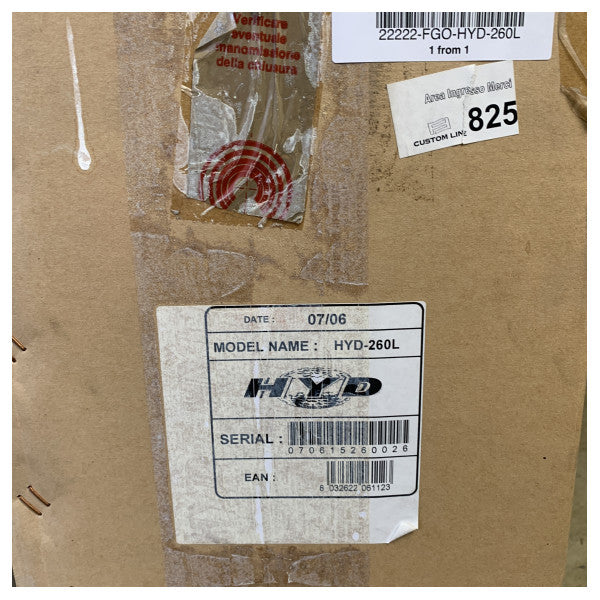 Verificare
eventuale
manomissione
della chiusura
22222-FGO-HYD-260L
1 from 1
Area Ingresso Merci
CUSTOM LINE
825
DATE : 07/06
MODEL NAME : HYD-260L
HYD
SERIAL :
070615260026
EAN :
8 032622 061123